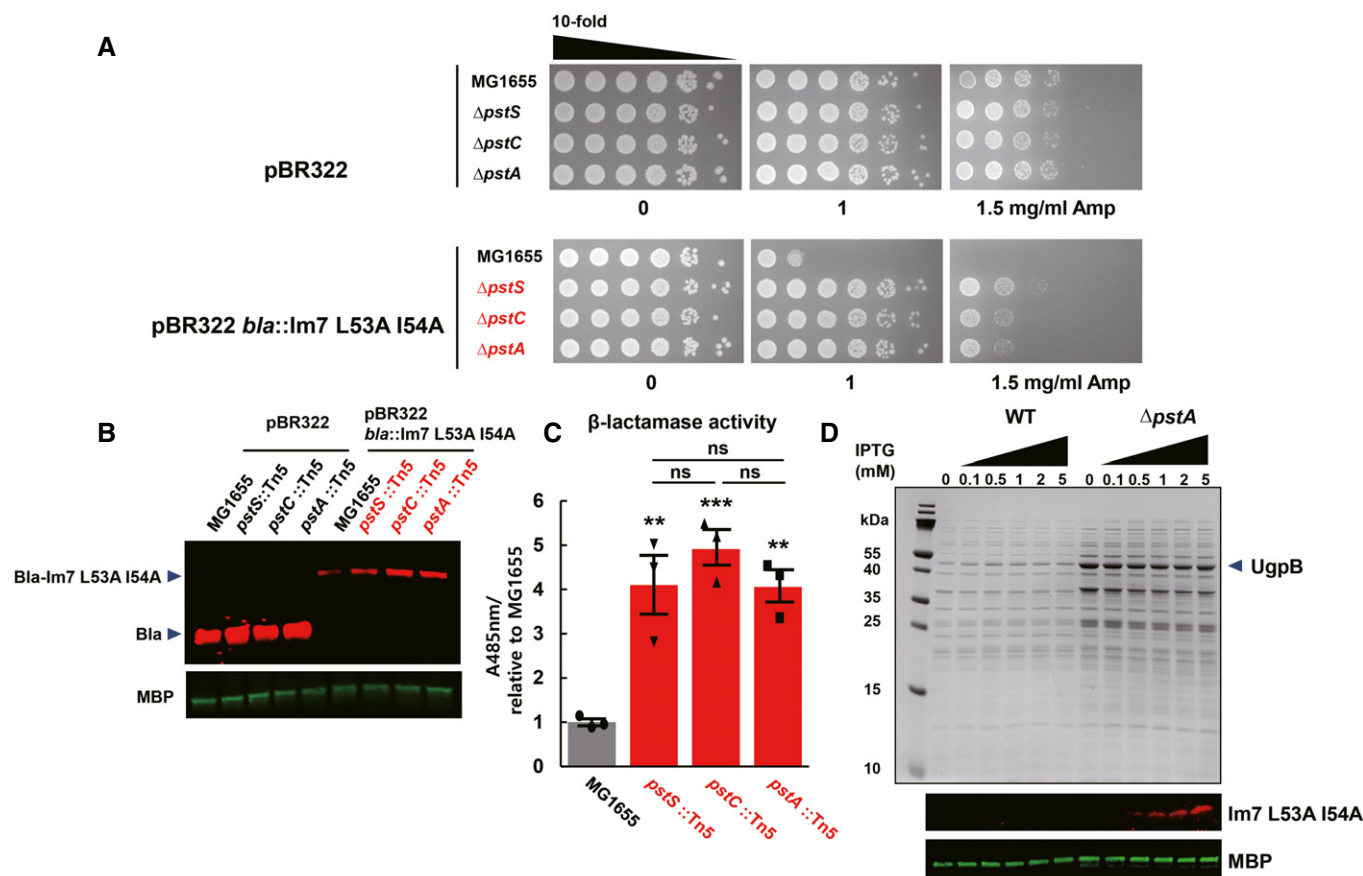 A
10-fold
pBR322
MG1655
ΔpstS
ΔpstC
ΔpstA
0
1
1.5 mg/ml Amp
pBR322 bla::Im7 L53A I54A
MG1655
ΔpstS
ΔpstC
ΔpstA
0
1
1.5 mg/ml Amp
B
pBR322
pBR322
bla::Im7 L53A I54A
MG1655
pstS::Tn5
pstC::Tn5
pstA::Tn5
MG1655
pstS::Tn5
pstC::Tn5
pstA::Tn5
Bla-Im7 L53A I54A
Bla
MBP
C
β-lactamase activity
ns
ns
ns
**
***
**
A485nm/
relative to MG1655
6
5
4
3
2
1
0
MG1655
pstS::Tn5
pstC::Tn5
pstA::Tn5
D
WT
ΔpstA
IPTG
(mM)
0 0.1 0.5 1 2 5 0 0.1 0.5 1 2 5
kDa
55
40
35
25
15
10
UgpB
Im7 L53A I54A
MBP